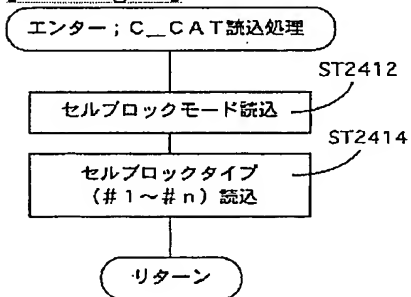 エンター；C__CAT読込処理
ST2412
セルブロックモード読込
ST2414
セルブロックタイプ
（＃1～＃n）読込
リターン